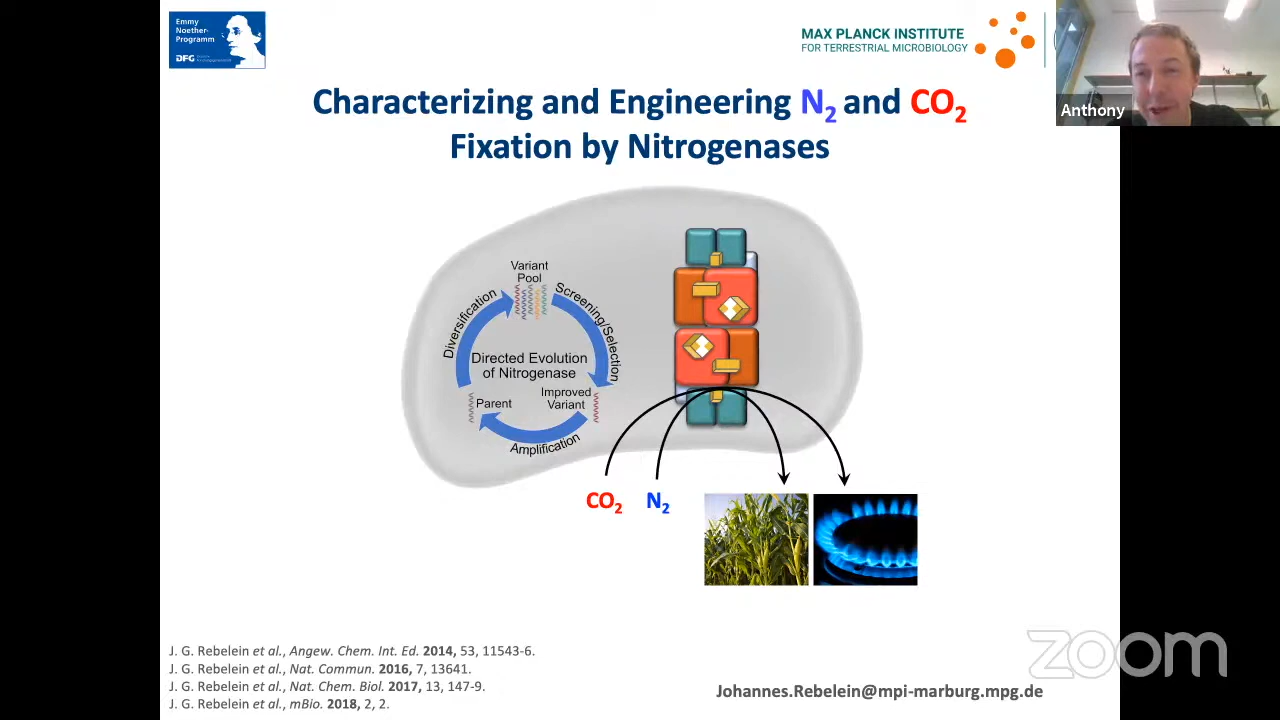 Emmy
Noether-
Programm
DFG
MAX PLANCK INSTITUTE
FOR TERRESTRIAL MICROBIOLOGY
Anthony
Characterizing and Engineering N₂ and CO₂
Fixation by Nitrogenases
Variant
Pool
Diversification
Screening/Selection
Directed Evolution
of Nitrogenase
Parent
Improved
Variant
Amplification
CO₂
N₂
J. G. Rebelein et al., Angew. Chem. Int. Ed. 2014, 53, 11543-6.
J. G. Rebelein et al., Nat. Commun. 2016, 7, 13641.
J. G. Rebelein et al., Nat. Chem. Biol. 2017, 13, 147-9.
J. G. Rebelein et al., mBio. 2018, 2, 2.
Johannes.Rebelein@mpi-marburg.mpg.de
zoom